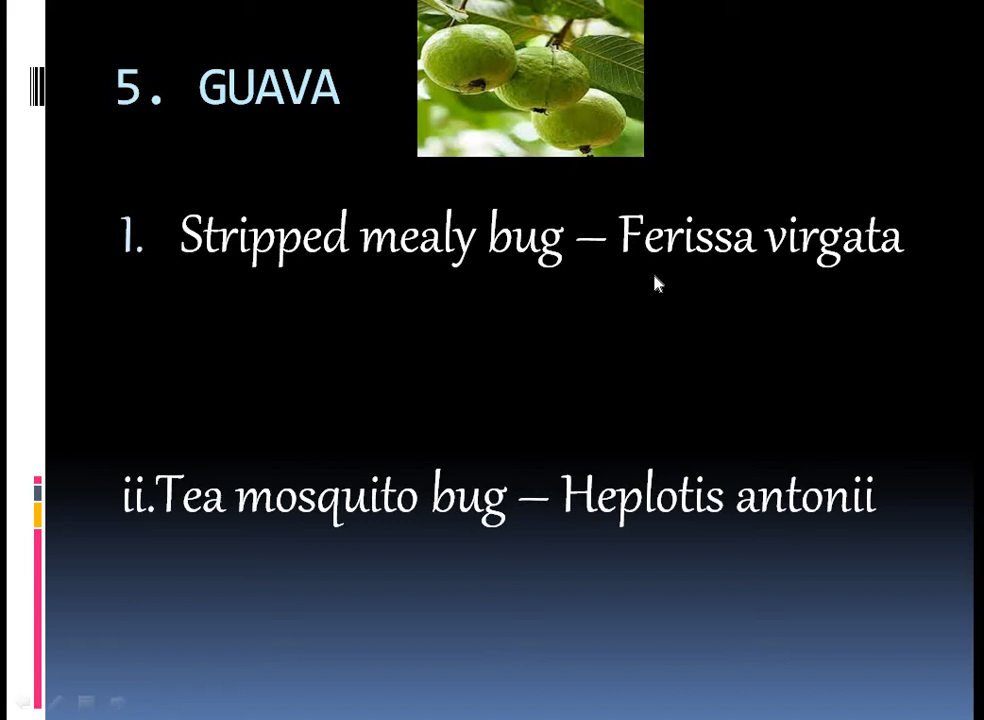 5. GUAVA
1. Stripped mealy bug – Ferissa virgata
ii.Tea mosquito bug – Heplotis antonii